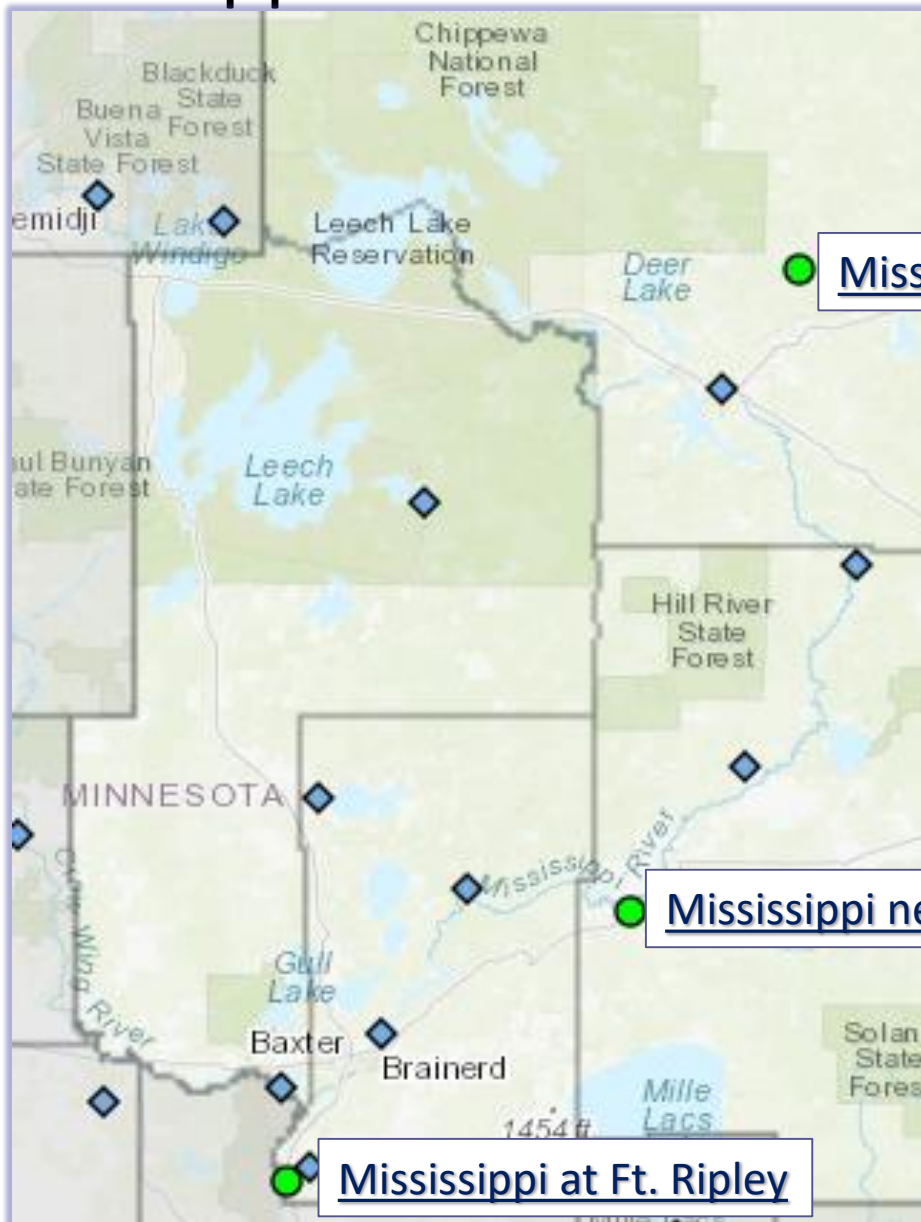 Chippewa
National
Forest
Blackduck
State
Forest
Buena
Vista
State Forest
emidji
Lak
Windigo
Leech Lake
Reservation
Deer
Lake
Miss
aul Bunyan
ate Forest
Leech
Lake
Hill River
State
Forest
MINNESOTA
Mississippi River
Mississippi ne
Crow Wing River
Gull
Lake
Baxter
Brainerd
Solan
State
Fores
Mille
Lacs
1454 ft
Mississippi at Ft. Ripley